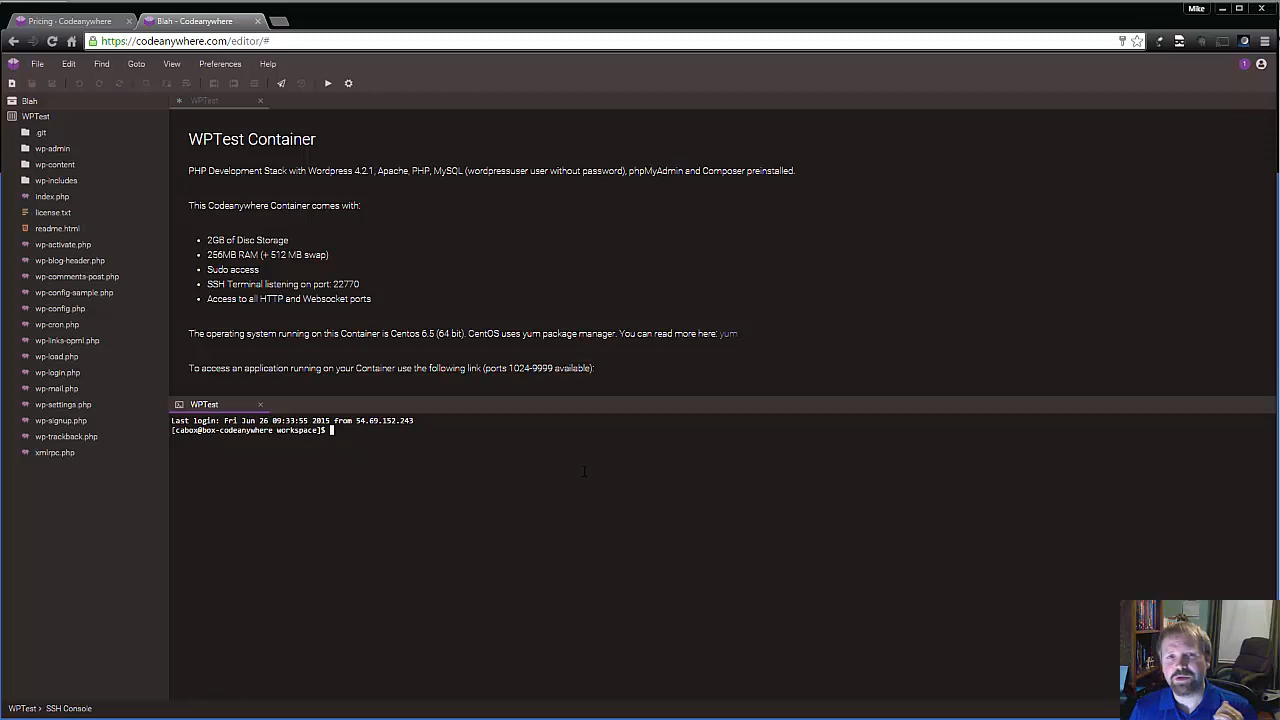 Mike
Pricing - Codeanywhere
Blah - Codeanywhere
https://codeanywhere.com/editor/#
File Edit Find Goto View Preferences Help
1
Blah
WPTest
.git
wp-admin
wp-content
wp-includes
index.php
license.txt
readme.html
wp-activate.php
wp-blog-header.php
wp-comments-post.php
wp-config-sample.php
wp-config.php
wp-cron.php
wp-links-opml.php
wp-load.php
wp-login.php
wp-mail.php
wp-settings.php
wp-signup.php
wp-trackback.php
xmlrpc.php
WPTest
WPTest Container
PHP Development Stack with Wordpress 4.2.1, Apache, PHP, MySQL (wordpressuser user without password), phpMyAdmin and Composer preinstalled.
This Codeanywhere Container comes with:
• 2GB of Disc Storage
• 256MB RAM (+ 512 MB swap)
• Sudo access
• SSH Terminal listening on port: 22770
• Access to all HTTP and Websocket ports
The operating system running on this Container is Centos 6.5 (64 bit). CentOS uses yum package manager. You can read more here: yum
To access an application running on your Container use the following link (ports 1024-9999 available):
WPTest
Last login: Fri Jun 26 09:33:55 2015 from 54.69.152.243
[cabox@box-codeanywhere workspace]$
WPTest › SSH Console